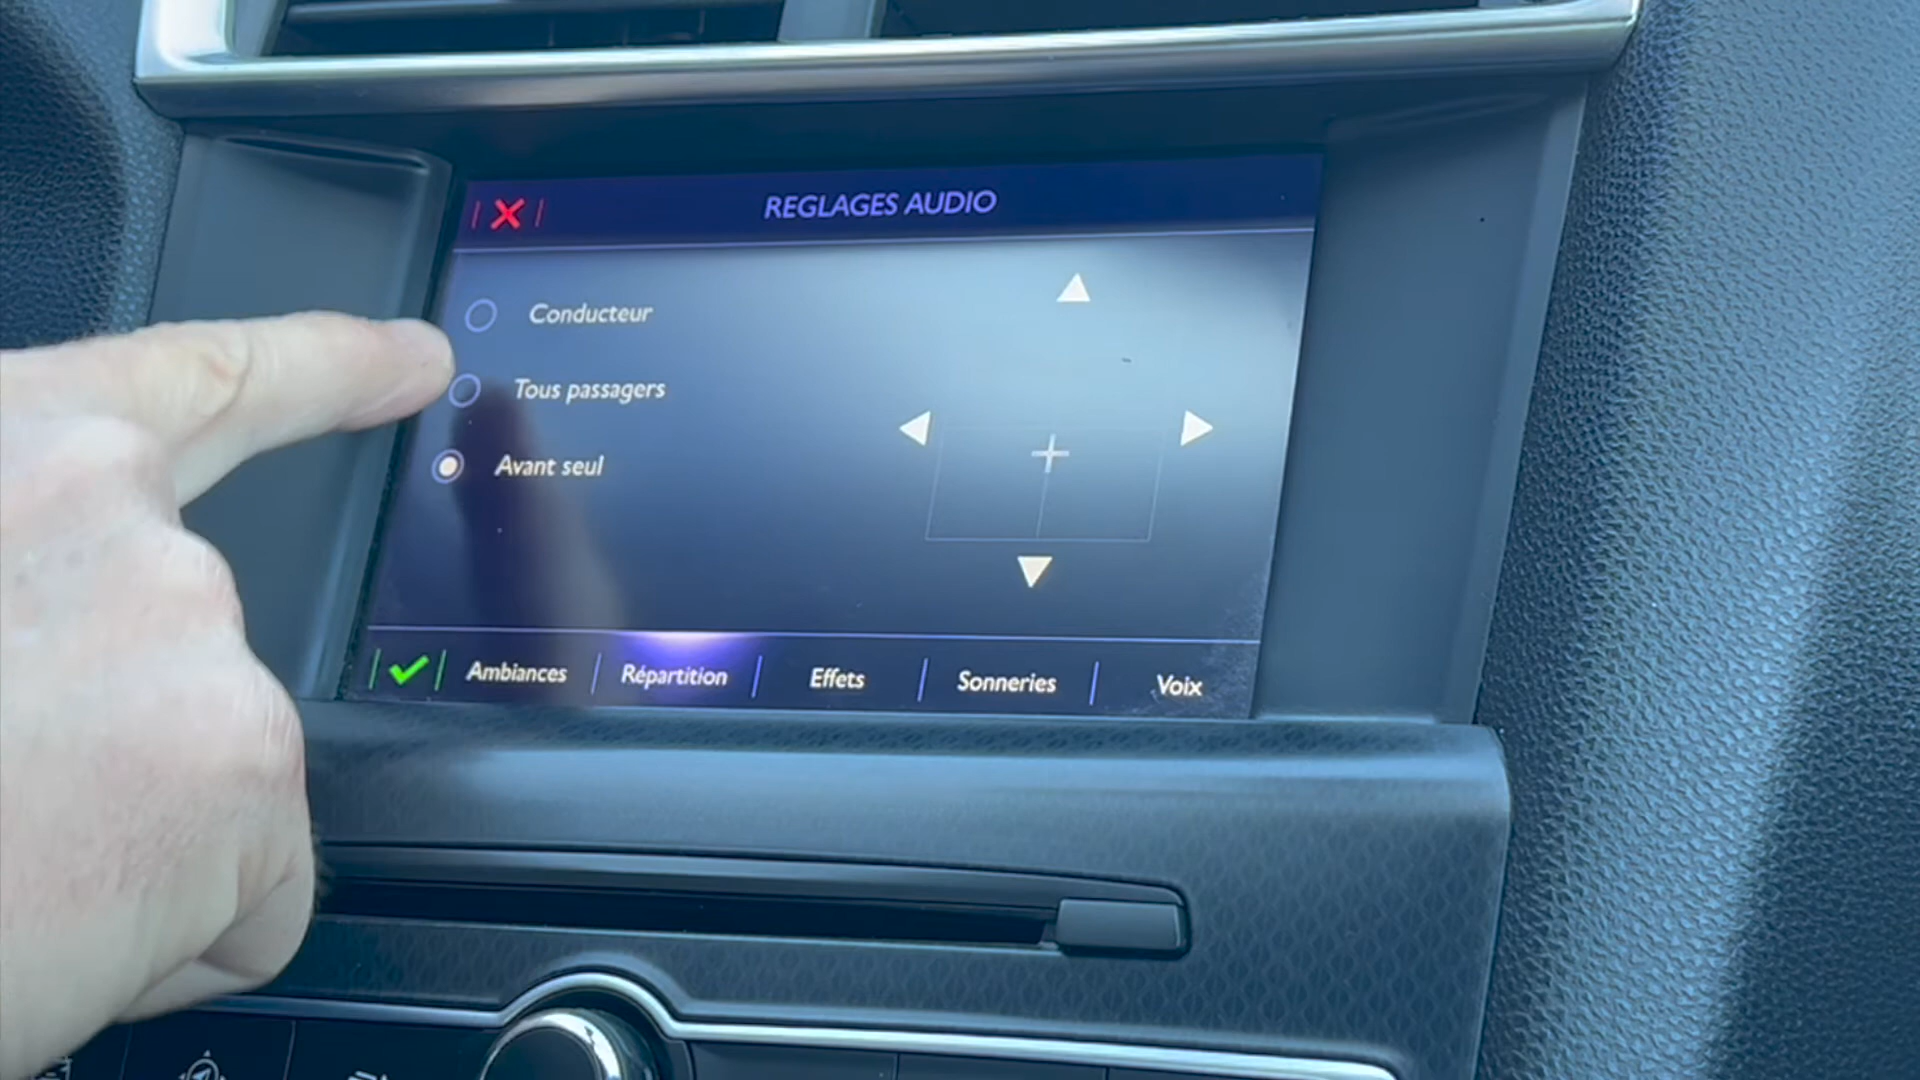 REGLAGES AUDIO
Conducteur
Tous passagers
Avant seul
Ambiances
Répartition
Effets
Sonneries
Voix